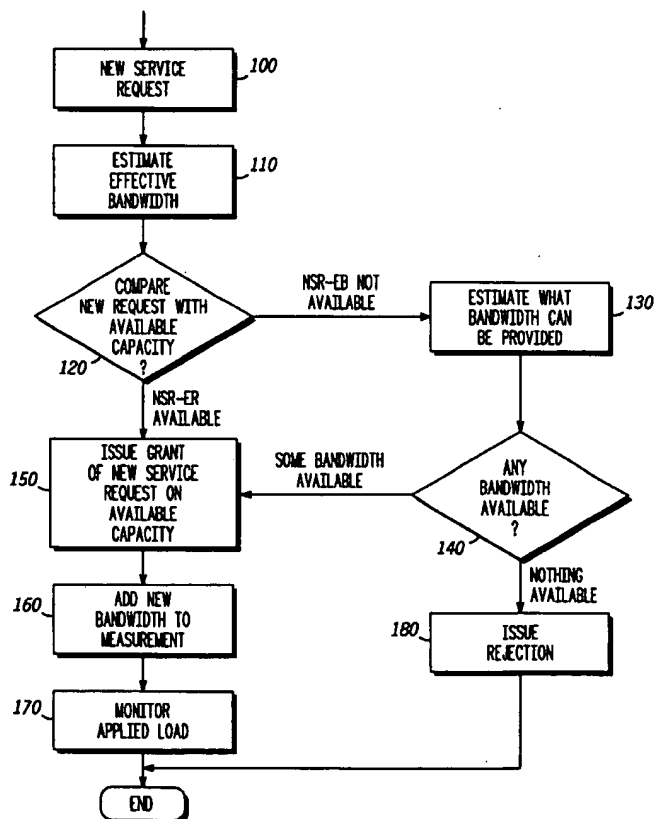 NEW SERVICE
REQUEST
100
ESTIMATE
EFFECTIVE
BANDWIDTH
110
COMPARE
NEW REQUEST WITH
AVAILABLE
CAPACITY
?
120
NSR-EB NOT
AVAILABLE
ESTIMATE WHAT
BANDWIDTH CAN
BE PROVIDED
130
NSR-ER
AVAILABLE
ISSUE GRANT
OF NEW SERVICE
REQUEST ON
AVAILABLE
CAPACITY
150
SOME BANDWIDTH
AVAILABLE
ANY
BANDWIDTH
AVAILABLE
?
140
NOTHING
AVAILABLE
160
ADD NEW
BANDWIDTH TO
MEASUREMENT
180
ISSUE
REJECTION
170
MONITOR
APPLIED LOAD
END